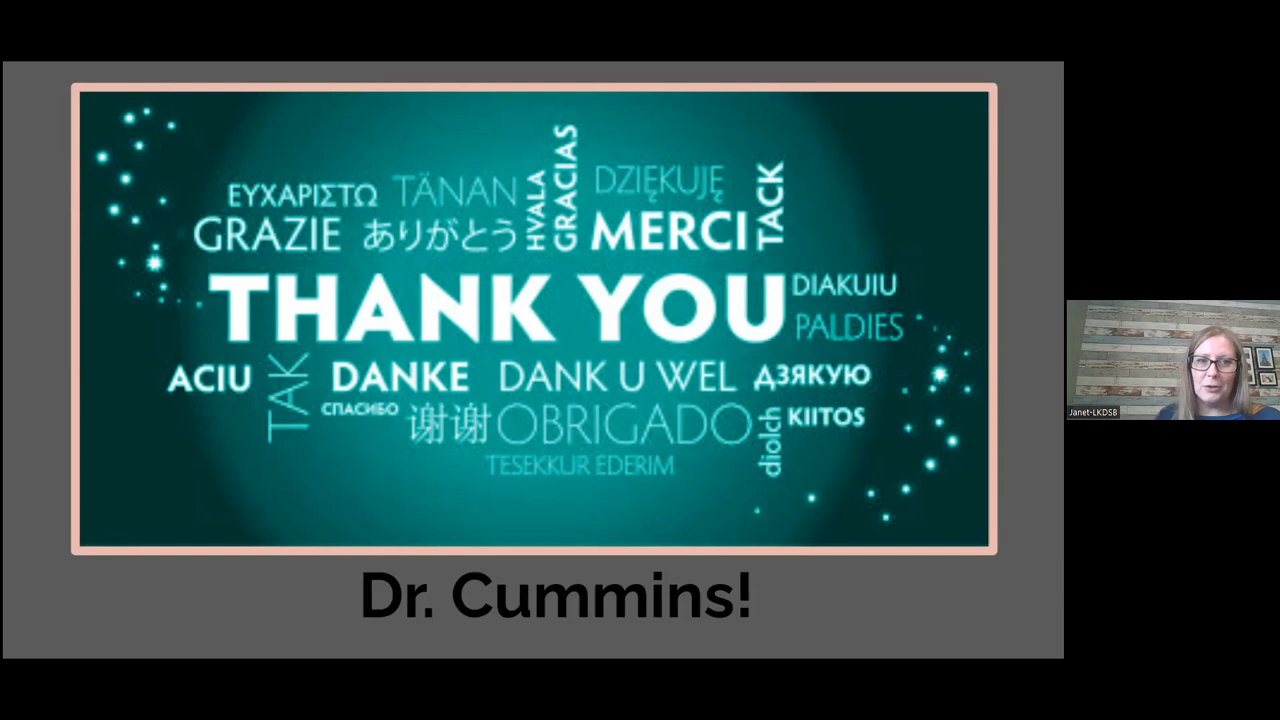 ΕΥΧΑΡΙΣΤΩ TÄNAN HVALA GRACIAS DZIĘKUJĘ TACK
GRAZIE ありがとう MERCI
THANK YOU DIAKUIU
PALDIES
ACIU TAK DANKE DANK U WEL ДЗЯКУЮ
СПАСИБО 谢谢 OBRIGADO diolch KIITOS
TESEKKUR EDERIM
Dr. Cummins!
Janet-LKDSB